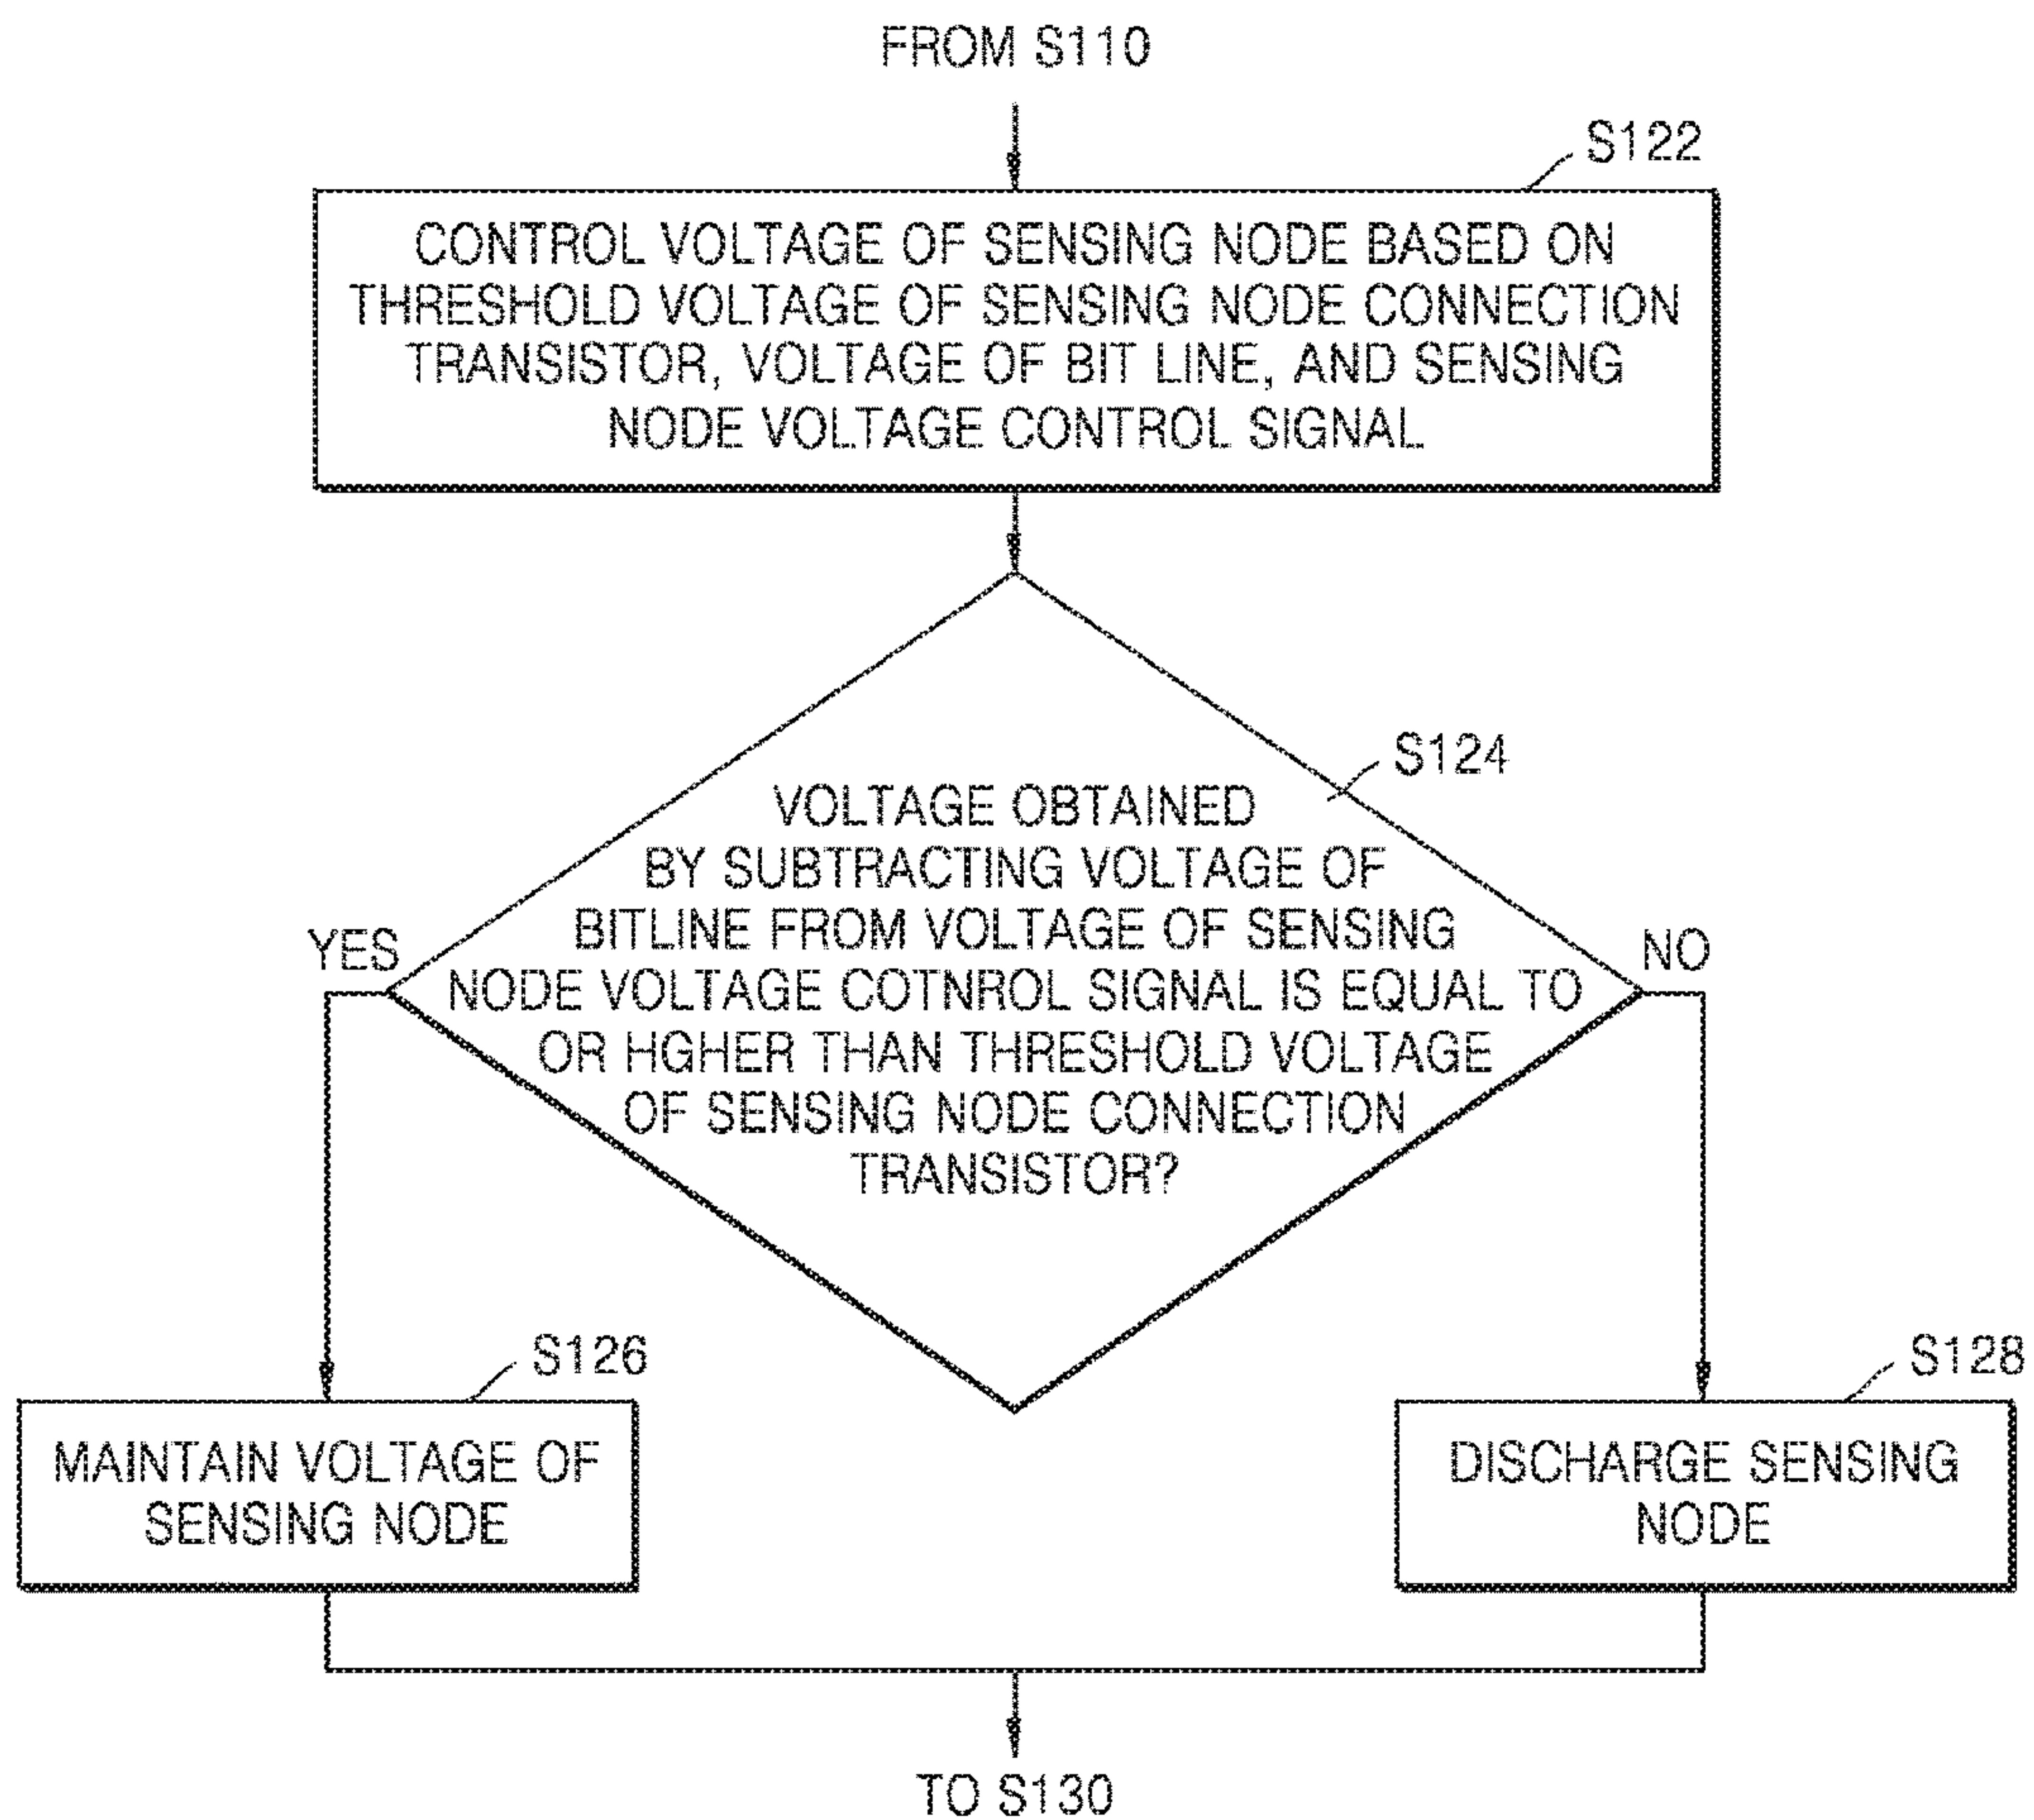 FROM S110
S122
CONTROL VOLTAGE OF SENSING NODE BASED ON
THRESHOLD VOLTAGE OF SENSING NODE CONNECTION
TRANSISTOR, VOLTAGE OF BIT LINE, AND SENSING
NODE VOLTAGE CONTROL SIGNAL
S124
VOLTAGE OBTAINED
BY SUBTRACTING VOLTAGE OF
BITLINE FROM VOLTAGE OF SENSING
NODE VOLTAGE COTNROL SIGNAL IS EQUAL TO
OR HGHER THAN THRESHOLD VOLTAGE
OF SENSING NODE CONNECTION
TRANSISTOR?
YES
NO
S126
MAINTAIN VOLTAGE OF
SENSING NODE
S128
DISCHARGE SENSING
NODE
TO S130